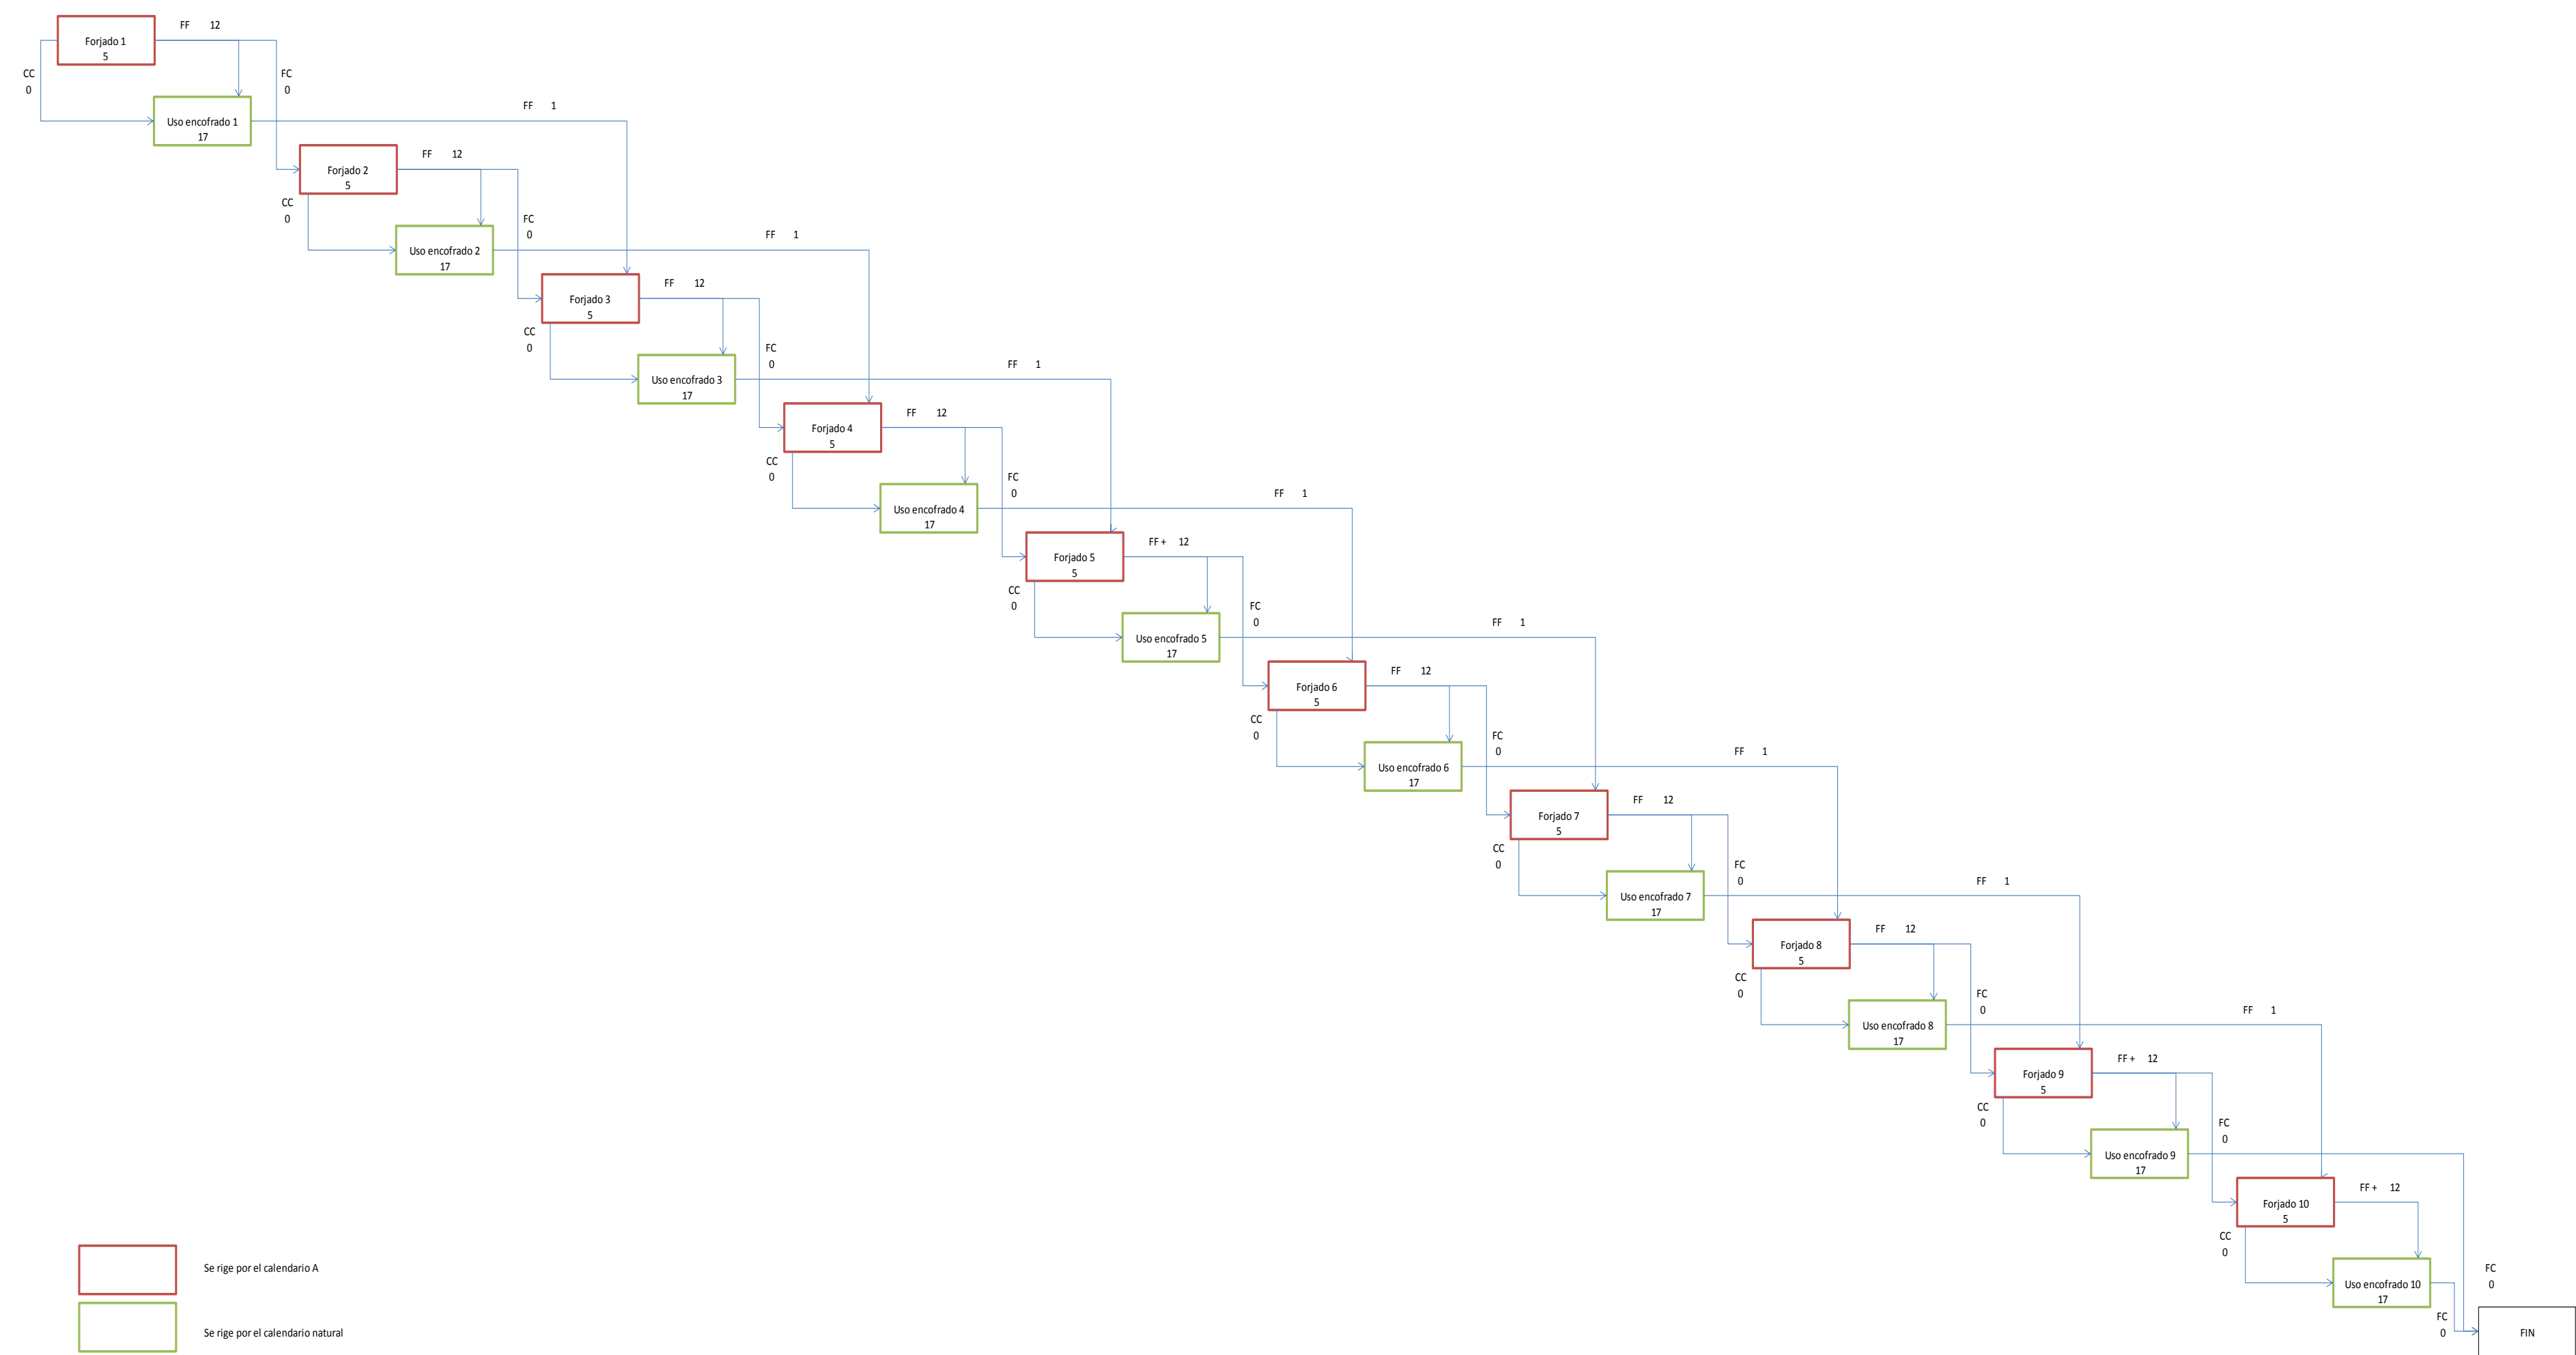 FF 12
Forjado 1
5
CC
0
FC
0
FF 1
Uso encofrado 1
17
FF 12
Forjado 2
5
CC
0
FC
0
FF 1
Uso encofrado 2
17
FF 12
Forjado 3
5
CC
0
FC
0
FF 1
Uso encofrado 3
17
FF 12
Forjado 4
5
CC
0
FC
0
FF 1
Uso encofrado 4
17
FF + 12
Forjado 5
5
CC
0
FC
0
FF 1
Uso encofrado 5
17
FF 12
Forjado 6
5
CC
0
FC
0
FF 1
Uso encofrado 6
17
FF 12
Forjado 7
5
CC
0
FC
0
FF 1
Uso encofrado 7
17
FF 12
Forjado 8
5
CC
0
FC
0
FF 1
Uso encofrado 8
17
FF + 12
Forjado 9
5
CC
0
FC
0
Uso encofrado 9
17
FF + 12
Forjado 10
5
CC
0
FC
0
Uso encofrado 10
17
FC
0
FIN
Se rige por el calendario A
Se rige por el calendario natural